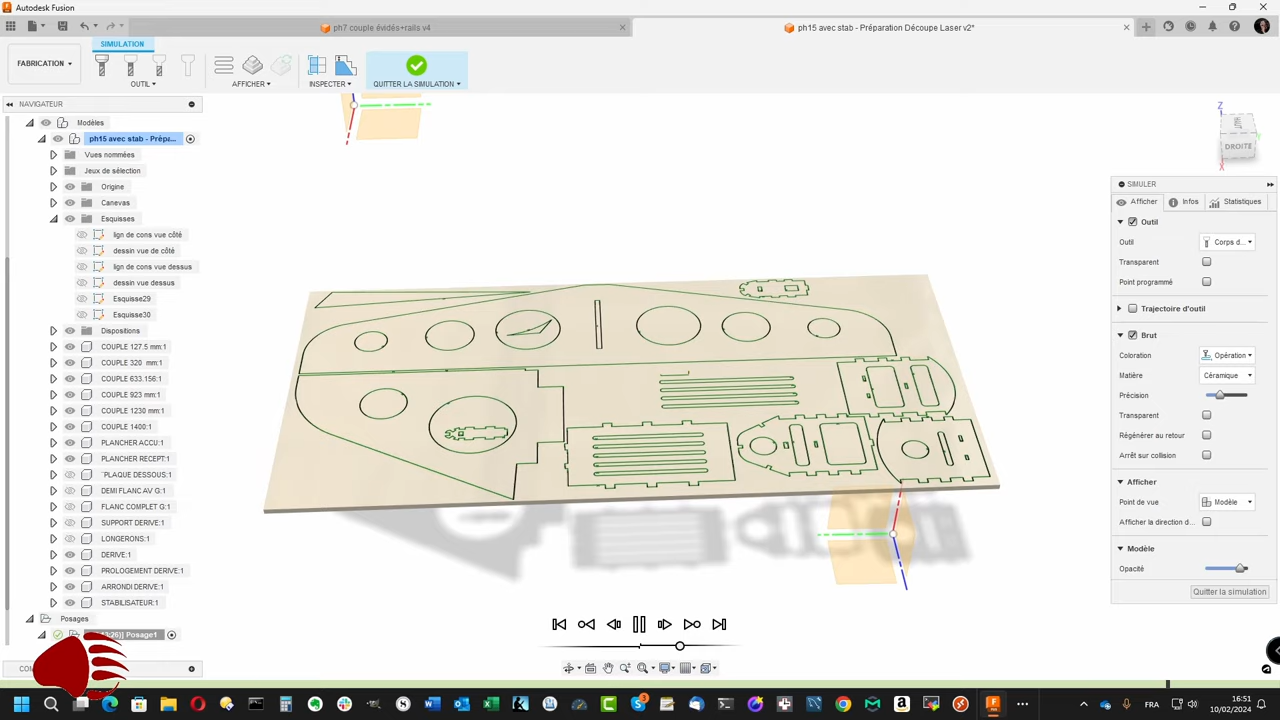 Autodesk Fusion
ph7 couple évidés+rails v4
ph15 avec stab - Préparation Découpe Laser v2*
SIMULATION
FABRICATION
OUTIL
AFFICHER
INSPECTER
QUITTER LA SIMULATION
NAVIGATEUR
Modèles
ph15 avec stab - Prépa...
Vues nommées
Jeux de sélection
Origine
Canevas
Esquisses
lign de cons vue côté
dessin vue de côté
lign de cons vue dessus
dessin vue dessus
Esquisse29
Esquisse30
Dispositions
COUPLE 127.5 mm:1
COUPLE 320 mm:1
COUPLE 633.156:1
COUPLE 923 mm:1
COUPLE 1230 mm:1
COUPLE 1400:1
PLANCHER ACCU:1
PLANCHER RECEPT:1
¨PLAQUE DESSOUS:1
DEMI FLANC AV G:1
FLANC COMPLET G:1
SUPPORT DERIVE:1
LONGERONS:1
DERIVE:1
PROLOGEMENT DERIVE:1
ARRONDI DERIVE:1
STABILISATEUR:1
Posages
Posage1
Z
DROITE
X
SIMULER
Afficher
Infos
Statistiques
Outil
Outil
Corps d...
Transparent
Point programmé
Trajectoire d'outil
Brut
Coloration
Opération
Matière
Céramique
Précision
Transparent
Régénérer au retour
Arrêt sur collision
Afficher
Point de vue
Modèle
Afficher la direction d...
Modèle
Opacité
Quitter la simulation
FRA
16:51
10/02/2024